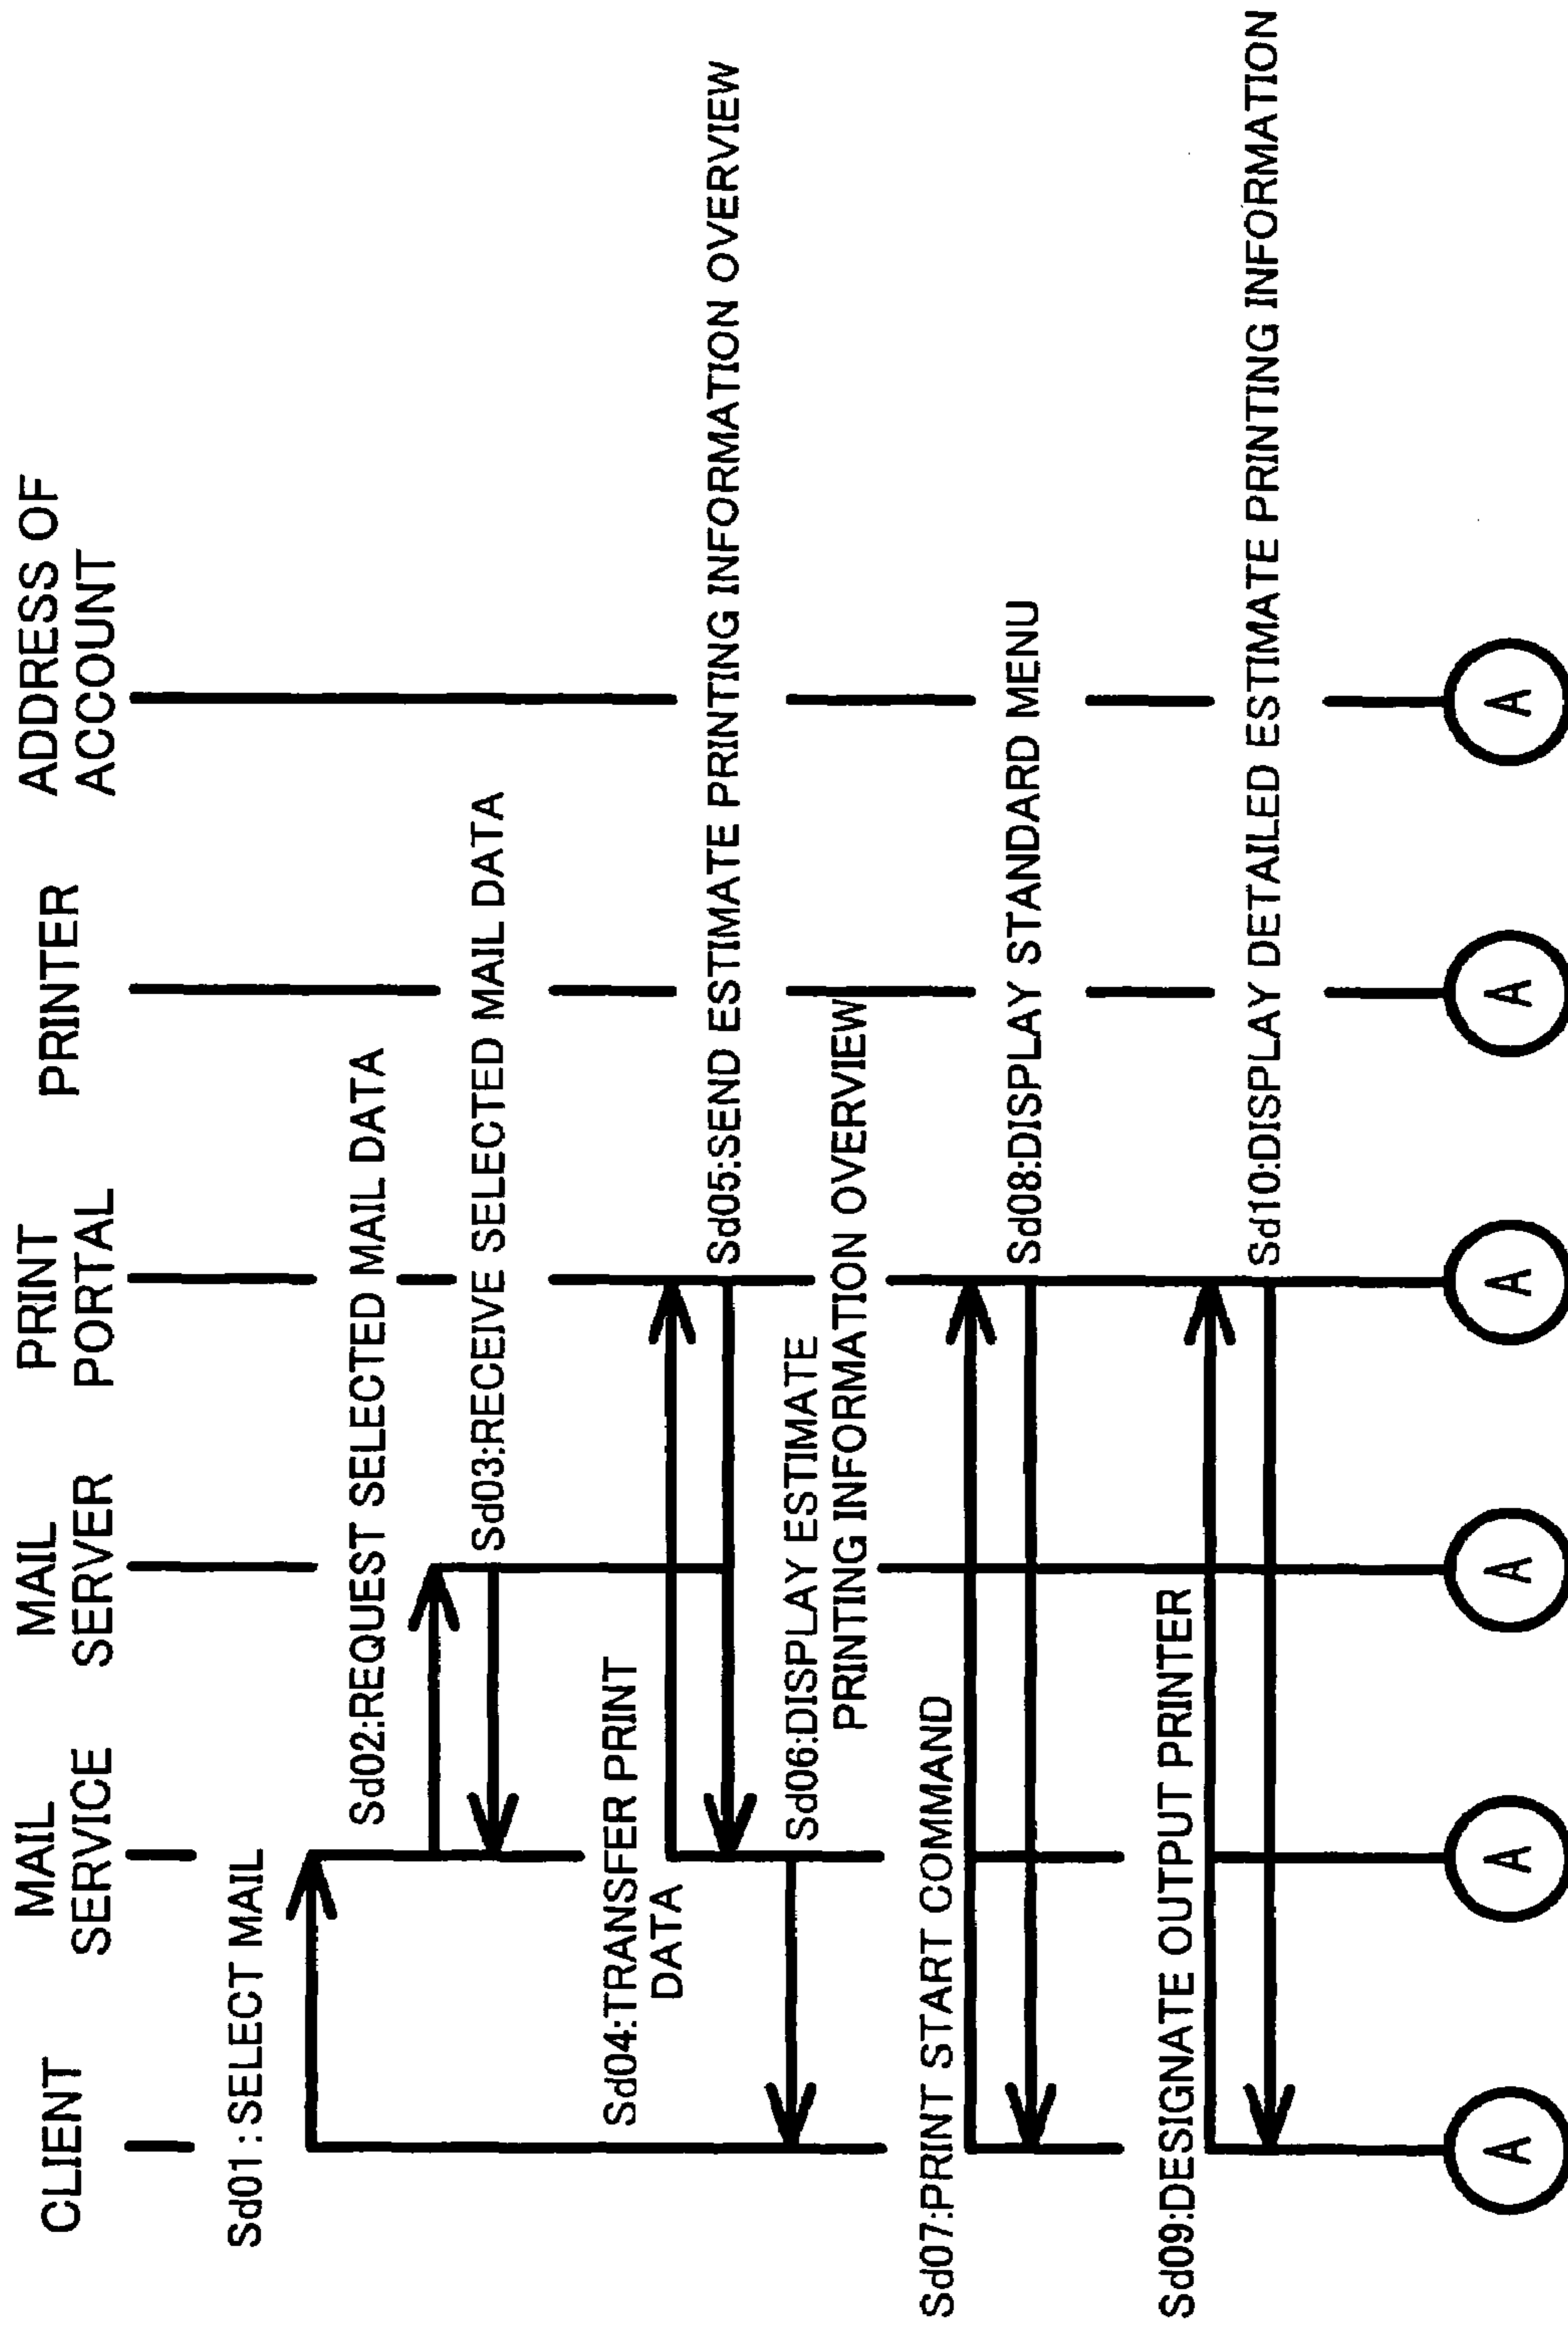 CLIENT
MAIL
SERVICE
MAIL
SERVER
PRINT
PORTAL
PRINTER
ADDRESS OF
ACCOUNT
Sd01:SELECT MAIL
Sd02:REQUEST SELECTED MAIL DATA
Sd03:RECEIVE SELECTED MAIL DATA
Sd04:TRANSFER PRINT
DATA
Sd05:SEND ESTIMATE PRINTING INFORMATION OVERVIEW
Sd06:DISPLAY ESTIMATE
PRINTING INFORMATION OVERVIEW
Sd07:PRINT START COMMAND
Sd08:DISPLAY STANDARD MENU
Sd09:DESIGNATE OUTPUT PRINTER
Sd10:DISPLAY DETAILED ESTIMATE PRINTING INFORMATION
A
A
A
A
A
A